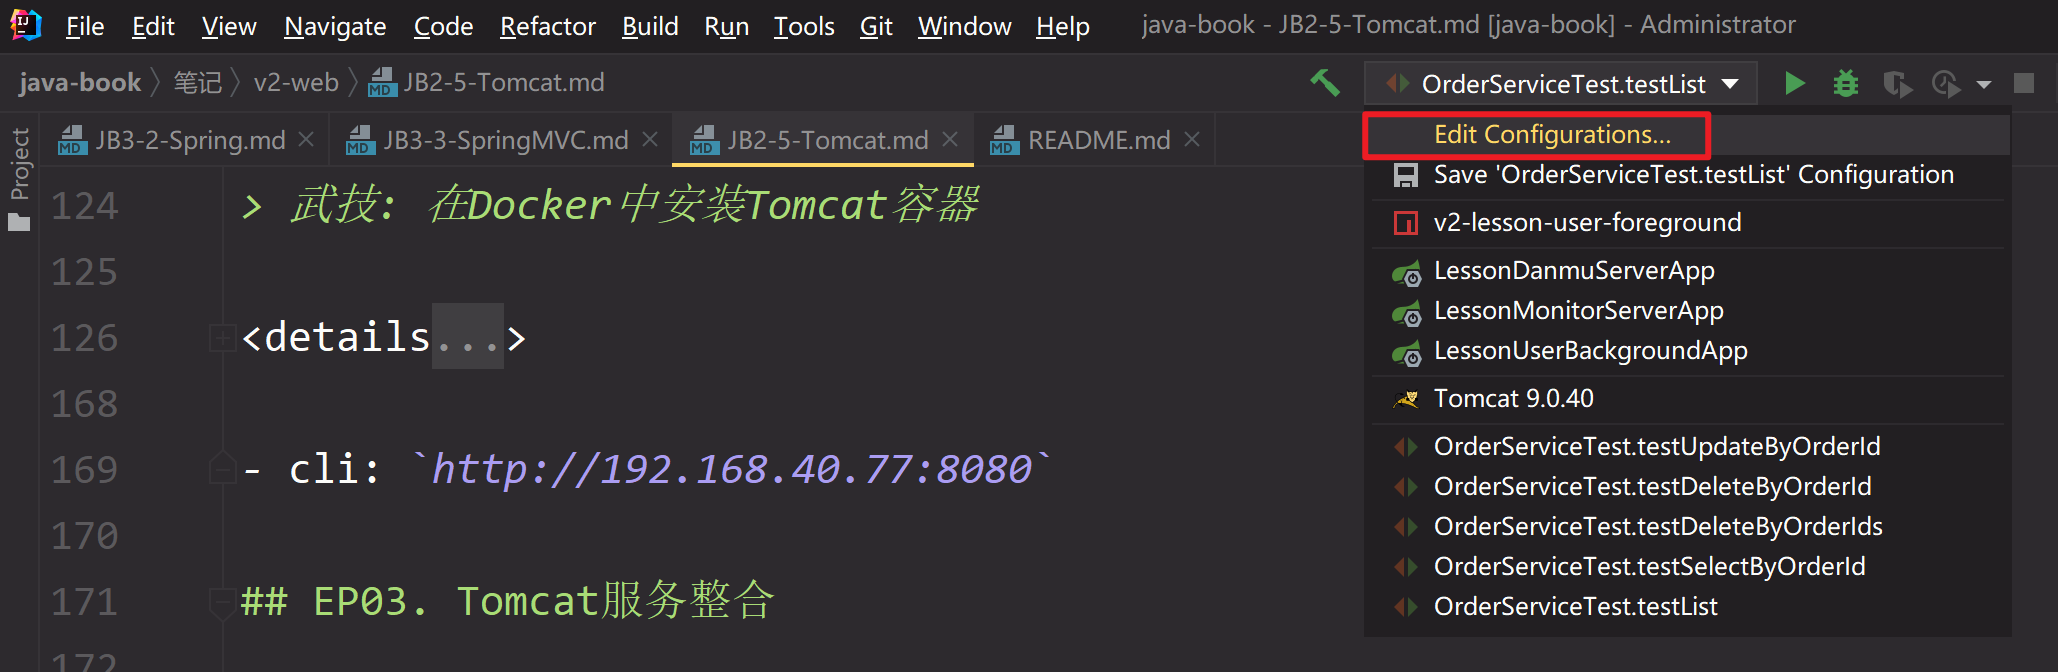 File Edit View Navigate Code Refactor Build Run Tools Git Window Help java-book - JB2-5-Tomcat.md [java-book] - Administrator
java-book 笔记 v2-web JB2-5-Tomcat.md OrderServiceTest.testList
JB3-2-Spring.md JB3-3-SpringMVC.md JB2-5-Tomcat.md README.md
Project
124 > 武技: 在Docker中安装Tomcat容器
125
126 <details...>
168
169 - cli: `http://192.168.40.77:8080`
170
171 ## EP03. Tomcat服务整合
172
Edit Configurations...
Save 'OrderServiceTest.testList' Configuration
v2-lesson-user-foreground
LessonDanmuServerApp
LessonMonitorServerApp
LessonUserBackgroundApp
Tomcat 9.0.40
OrderServiceTest.testUpdateByOrderId
OrderServiceTest.testDeleteByOrderId
OrderServiceTest.testDeleteByOrderIds
OrderServiceTest.testSelectByOrderId
OrderServiceTest.testList